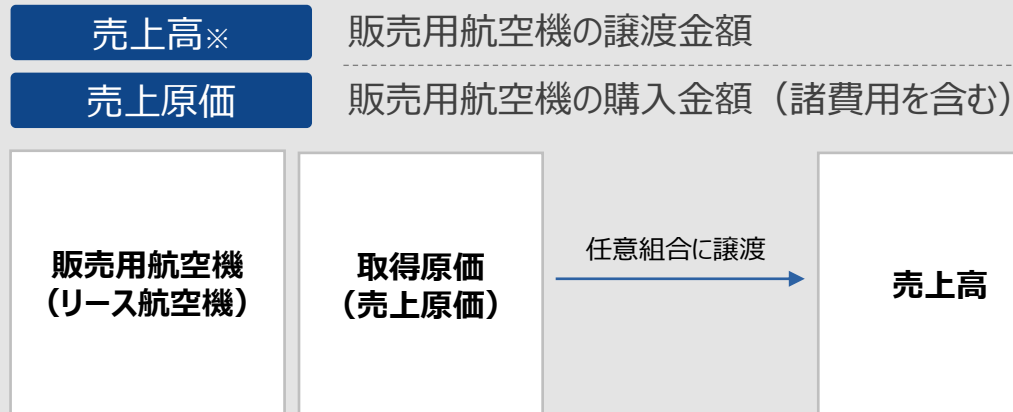 売上高※
販売用航空機の譲渡金額
売上原価
販売用航空機の購入金額（諸費用を含む）
販売用航空機
（リース航空機）
取得原価
（売上原価）
任意組合に譲渡
売上高